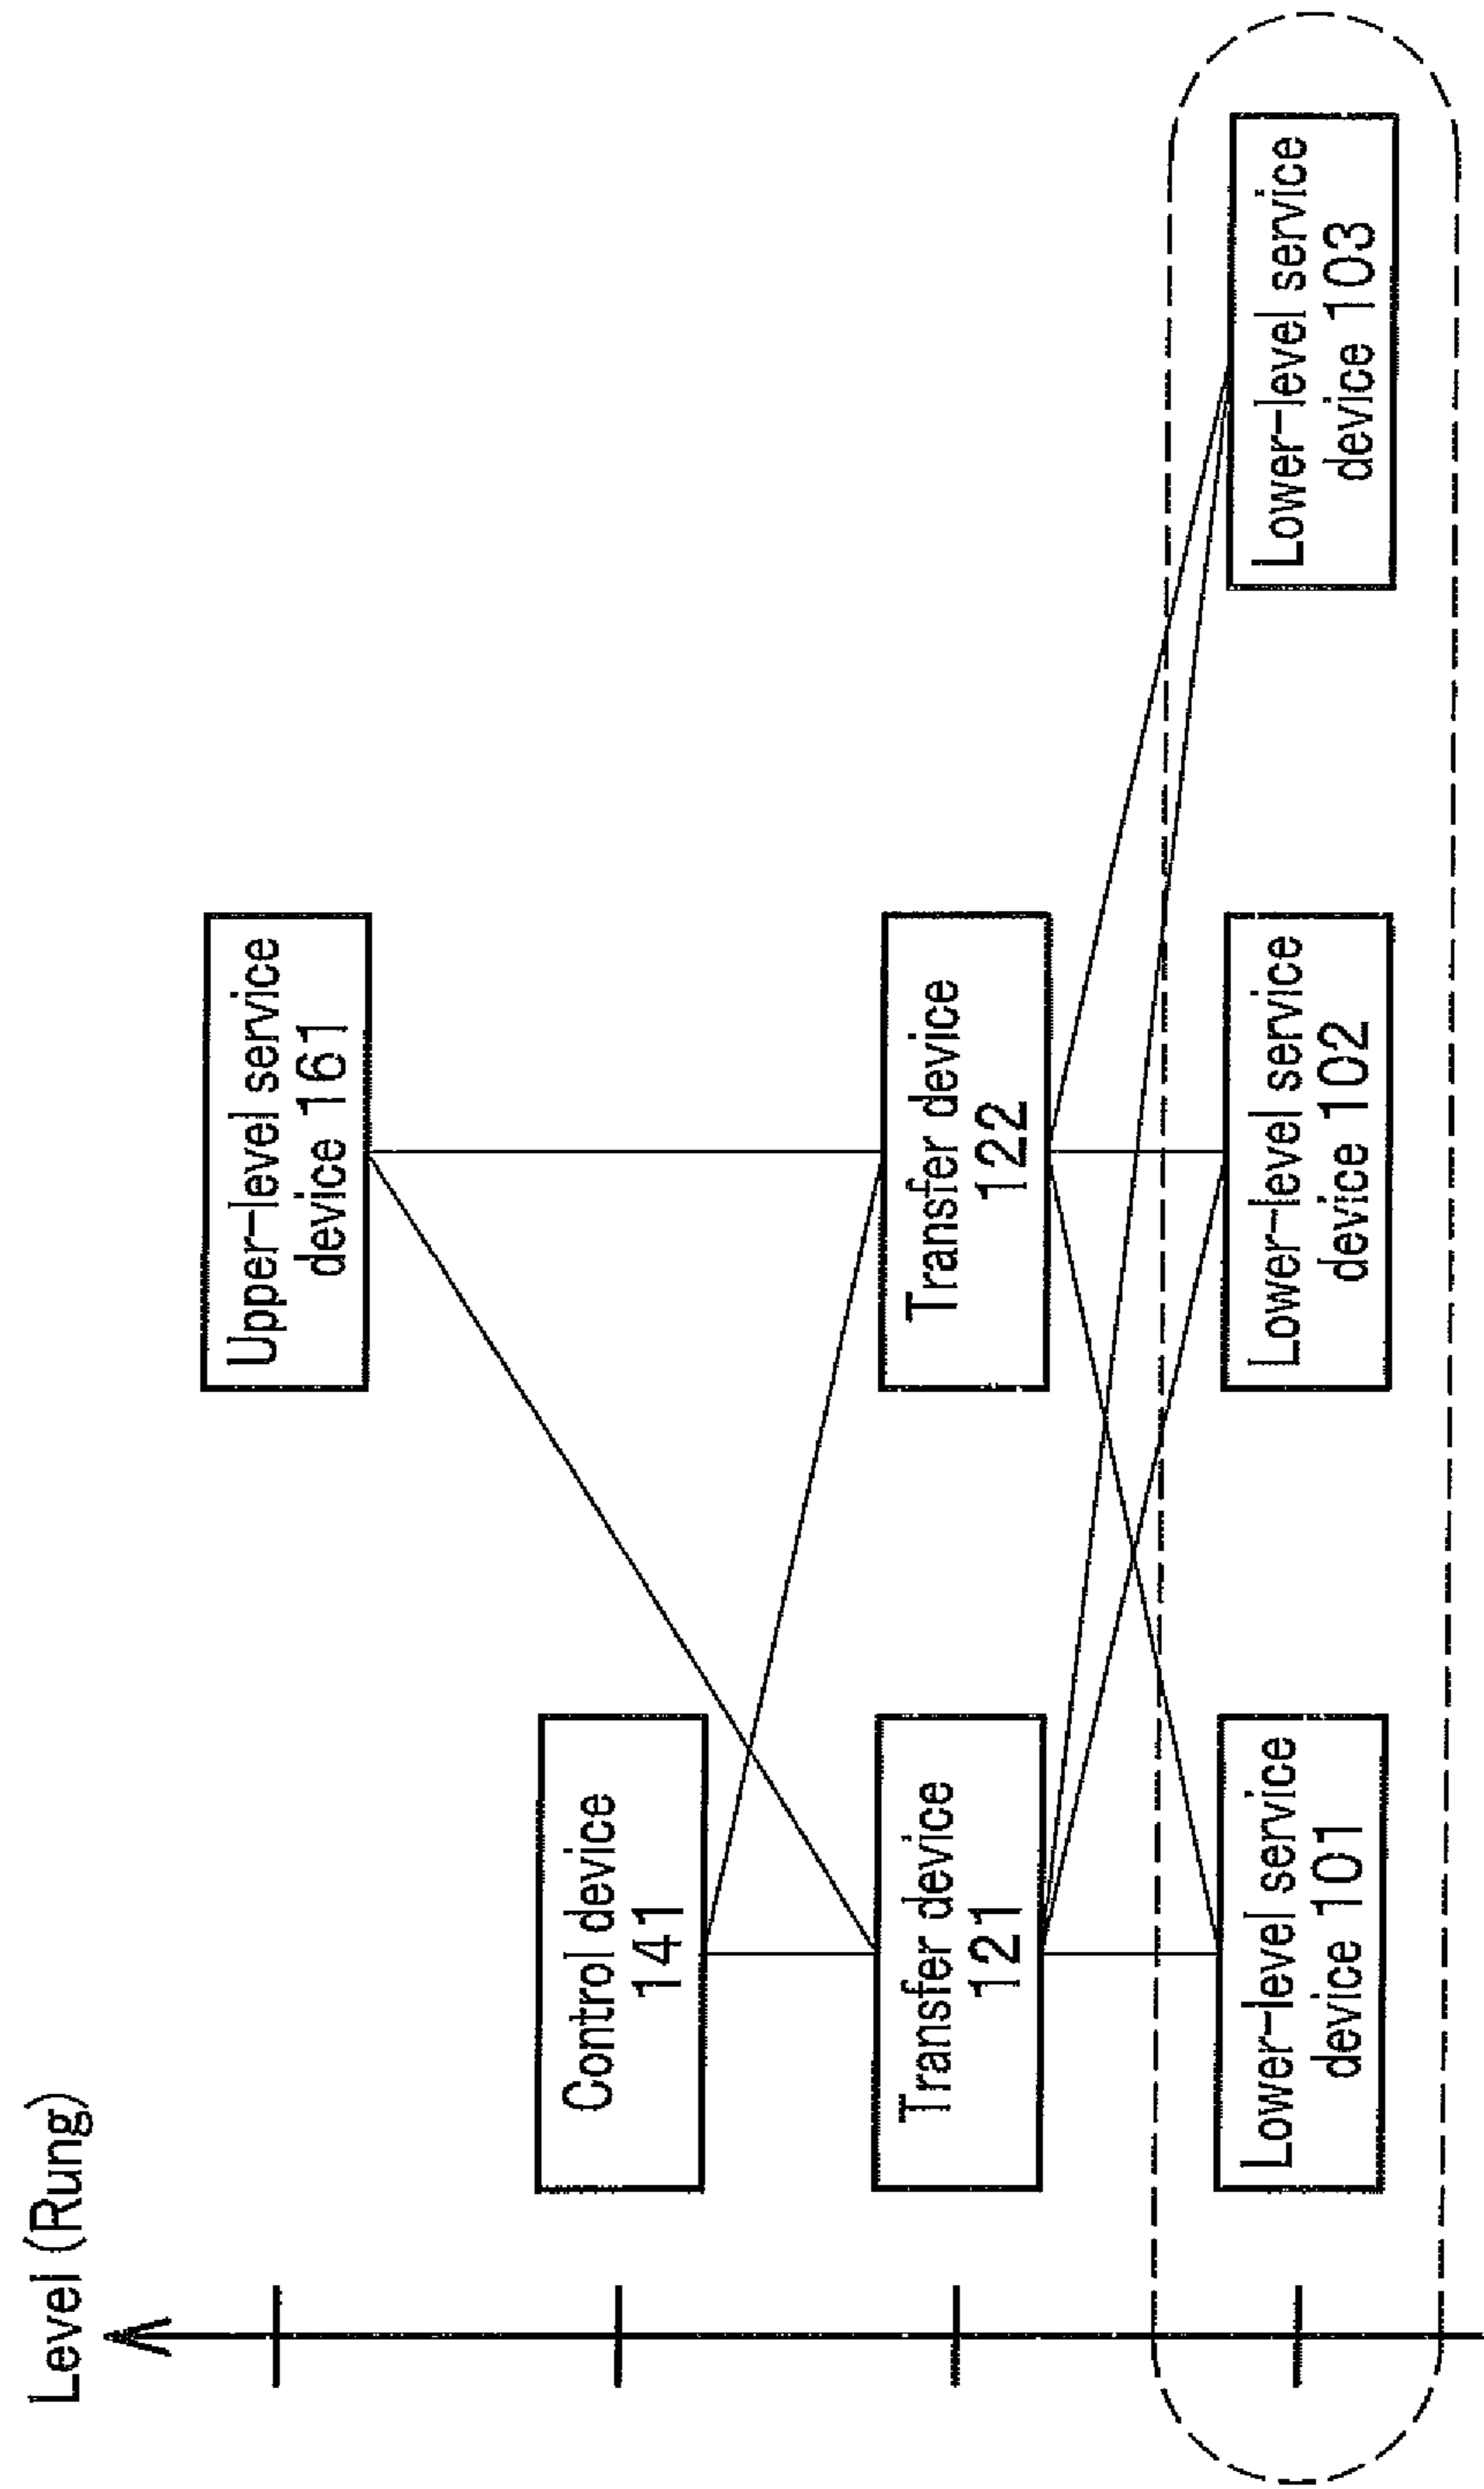 Level (Rung)
Upper-level service
device 161
Control device
141
Transfer device
121
Transfer device
122
Lower-level service
device 101
Lower-level service
device 102
Lower-level service
device 103